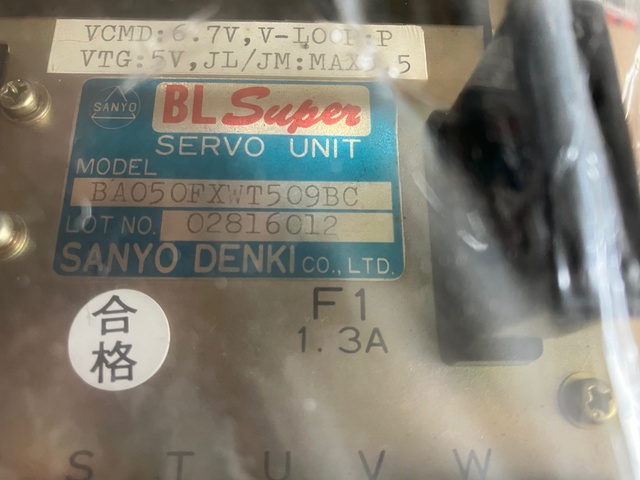 VCMD:6.7V,V-LOOP:P
VTG:5V,JL/JM:MAX 5
SANYO
BL Super
SERVO UNIT
MODEL
BA050FXWT509BC
LOT NO. 02816012
SANYO DENKI CO., LTD.
F1
1.3A
合格
S T U V W